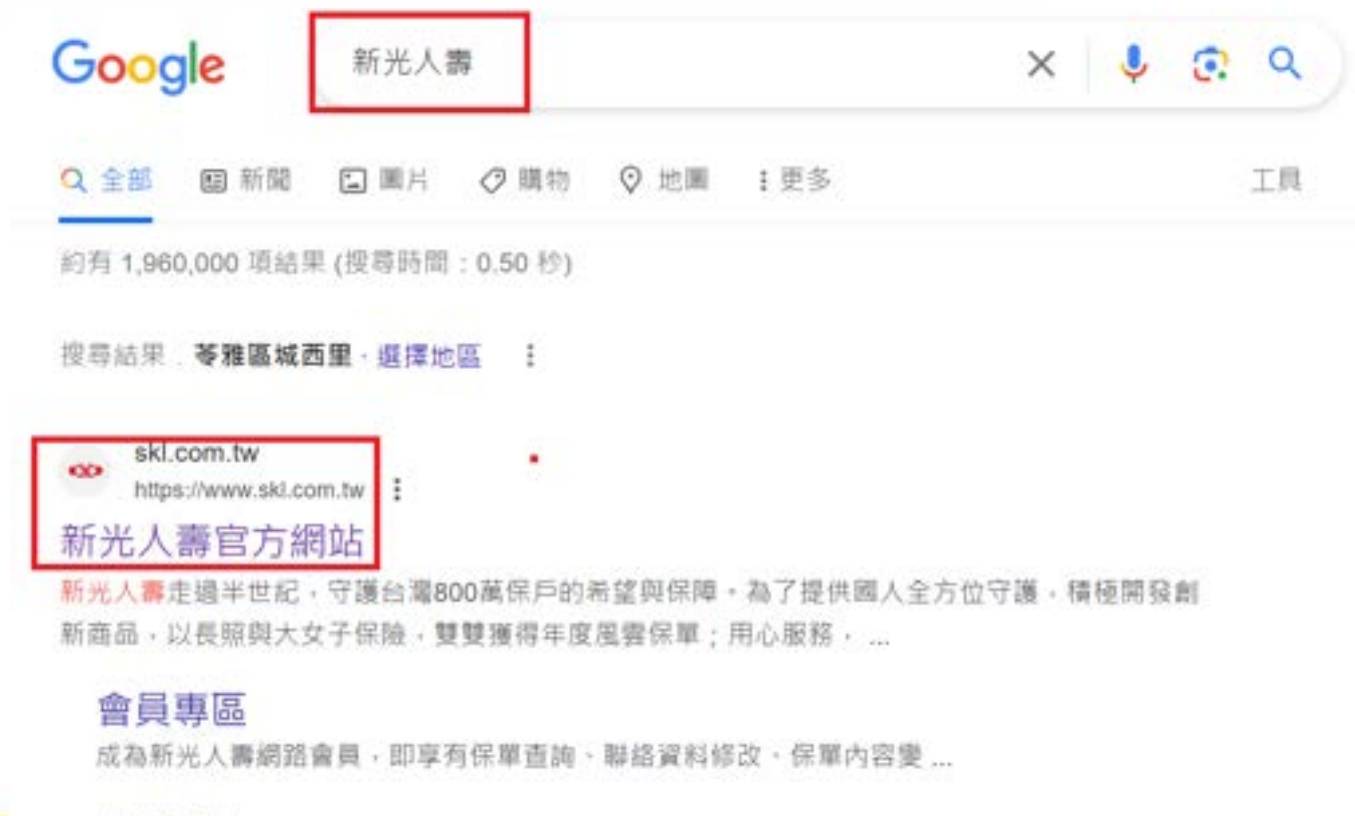 Google 新光人壽
全部 新聞 圖片 購物 地圖 更多 工具
約有 1,960,000 項結果 (搜尋時間：0.50 秒)
搜尋結果． 苓雅區城西里 · 選擇地區
skl.com.tw
https://www.skl.com.tw
新光人壽官方網站
新光人壽走過半世紀，守護台灣800萬保戶的希望與保障。為了提供國人全方位守護，積極開發創
新商品，以長照與大女子保險，雙雙獲得年度風雲保單；用心服務， ...
會員專區
成為新光人壽網路會員，即享有保單查詢、聯絡資料修改、保單內容變 ...